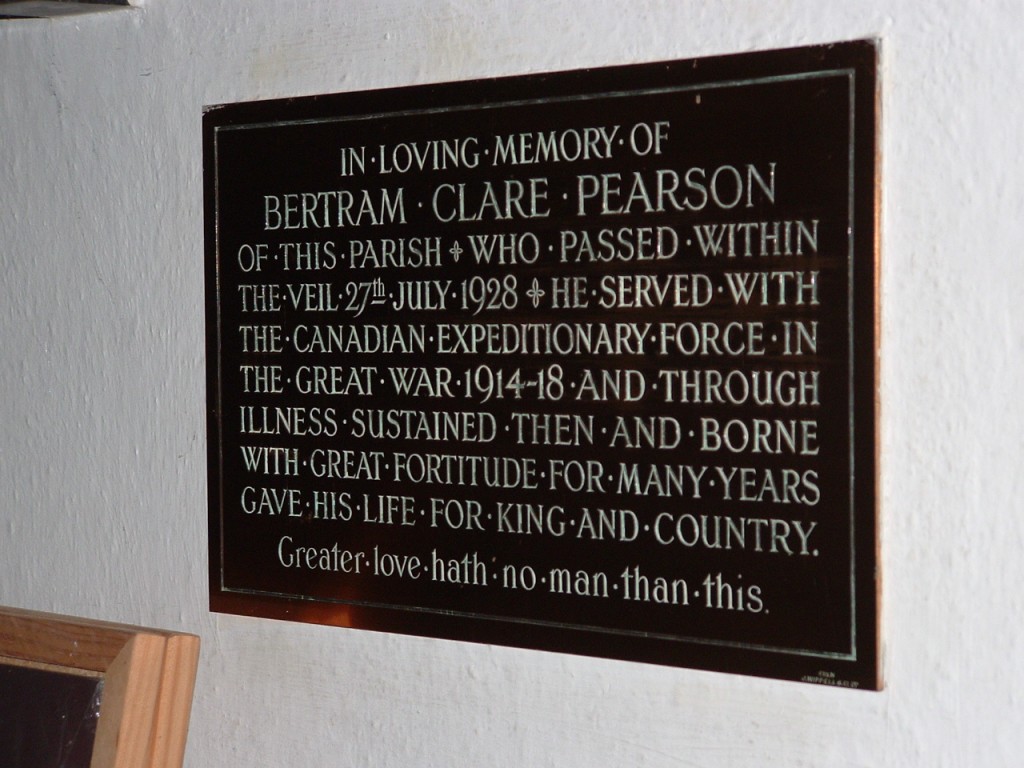 IN·LOVING·MEMORY·OF
BERTRAM·CLARE·PEARSON
OF·THIS·PARISH WHO·PASSED·WITHIN
THE·VEIL·27th·JULY·1928 HE·SERVED·WITH
THE·CANADIAN·EXPEDITIONARY·FORCE·IN
THE·GREAT·WAR·1914-18·AND·THROUGH
ILLNESS·SUSTAINED·THEN·AND·BORNE
WITH·GREAT·FORTITUDE·FOR·MANY·YEARS
GAVE·HIS·LIFE·FOR·KING·AND·COUNTRY.
Greater·love·hath·no·man·than·this.